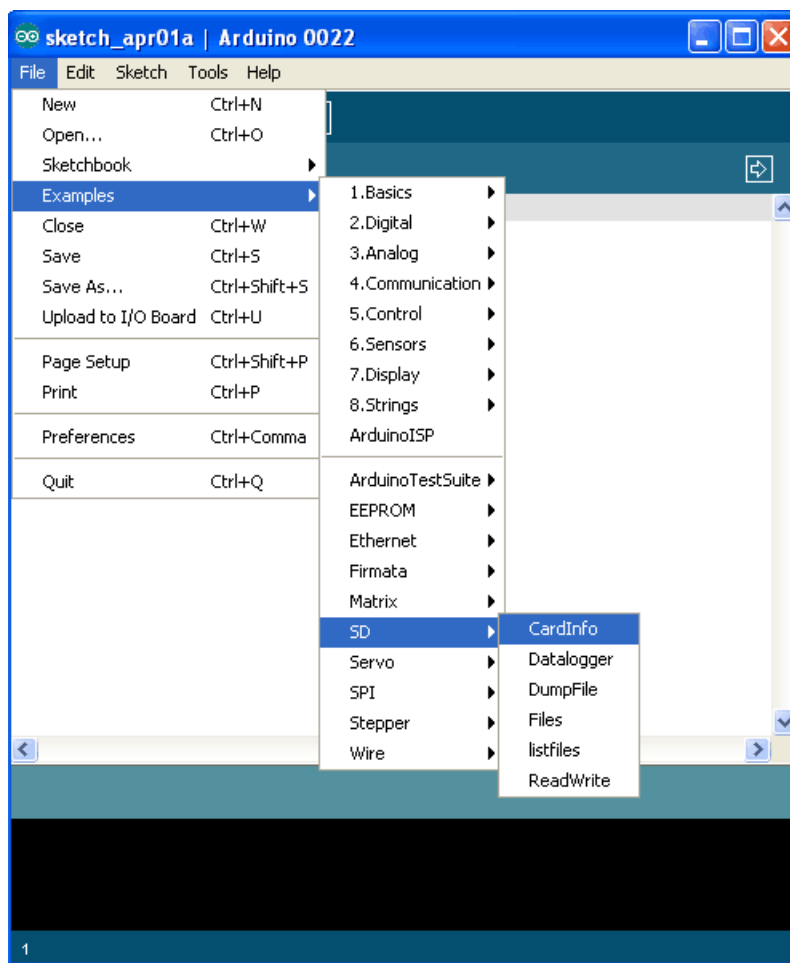 sketch_apr01a | Arduino 0022
File Edit Sketch Tools Help
New Ctrl+N
Open... Ctrl+O
Sketchbook
Examples
Close Ctrl+W
Save Ctrl+S
Save As... Ctrl+Shift+S
Upload to I/O Board Ctrl+U
Page Setup Ctrl+Shift+P
Print Ctrl+P
Preferences Ctrl+Comma
Quit Ctrl+Q
1.Basics
2.Digital
3.Analog
4.Communication
5.Control
6.Sensors
7.Display
8.Strings
ArduinoISP
ArduinoTestSuite
EEPROM
Ethernet
Firmata
Matrix
SD
Servo
SPI
Stepper
Wire
CardInfo
Datalogger
DumpFile
Files
listfiles
ReadWrite
1